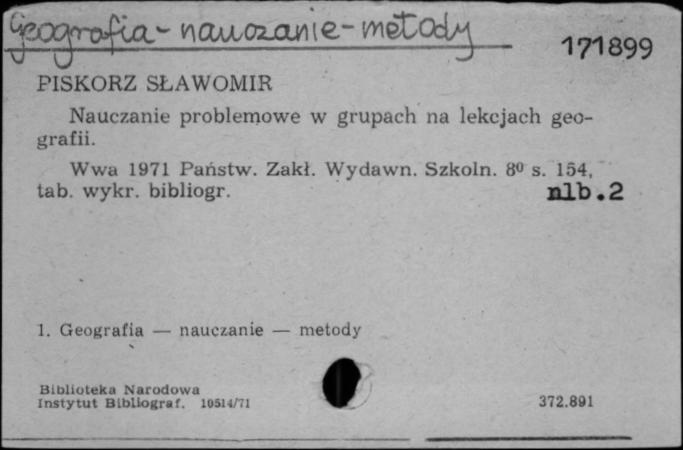 Geografia - nauczanie - metody
171899
PISKORZ SŁAWOMIR
Nauczanie problemowe w grupach na lekcjach geo-
grafii.
Wwa 1971 Państw. Zakł. Wydawn. Szkoln. 8⁰ s. 154,
tab. wykr. bibliogr. nlb.2
1. Geografia — nauczanie — metody
Biblioteka Narodowa
Instytut Bibliograf. 10514/71
372.891